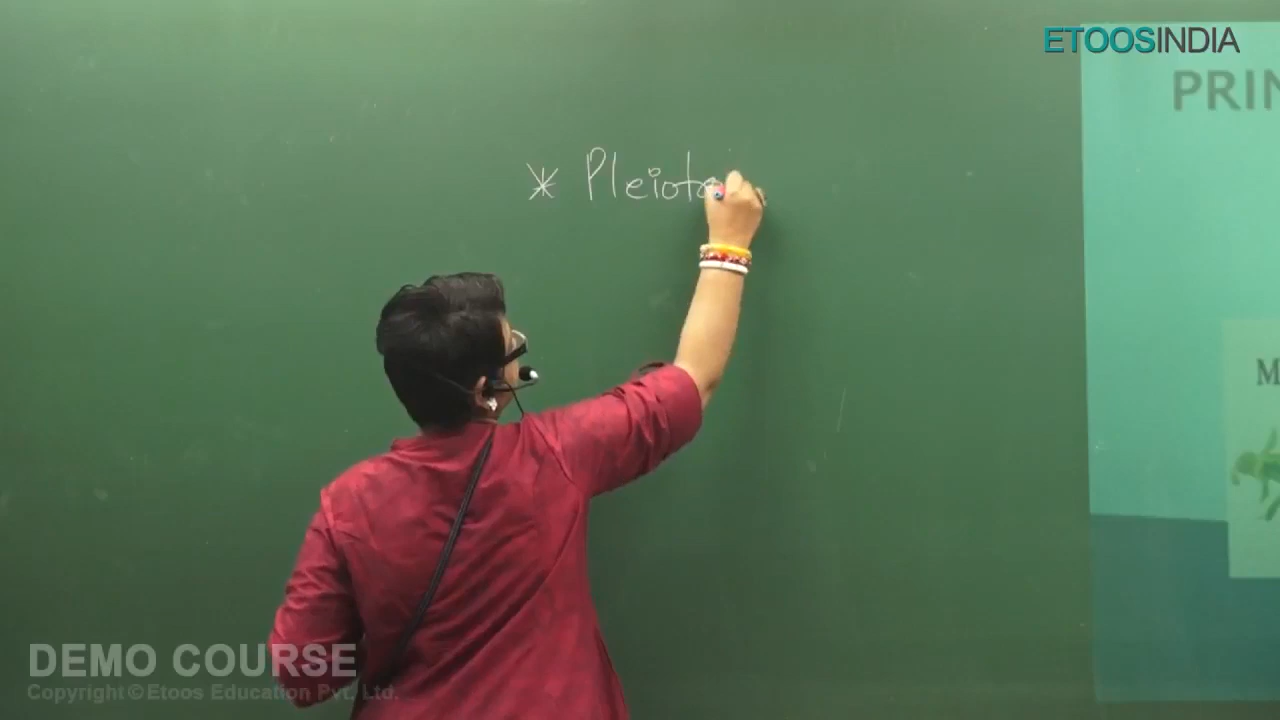 ETOOSINDIA
PRIN
* Pleiot
M
DEMO COURSE
Copyright © Etoos Education Pvt. Ltd.